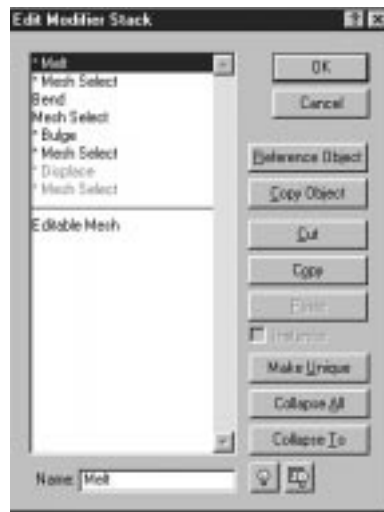 Edit Modifier Stack
* Melt
* Mesh Select
Bend
Mesh Select
* Bulge
* Mesh Select
* Displace
* Mesh Select
Editable Mesh
Name: Melt
OK
Cancel
Reference Object
Copy Object
Cut
Copy
Paste
Instance
Make Unique
Collapse All
Collapse To